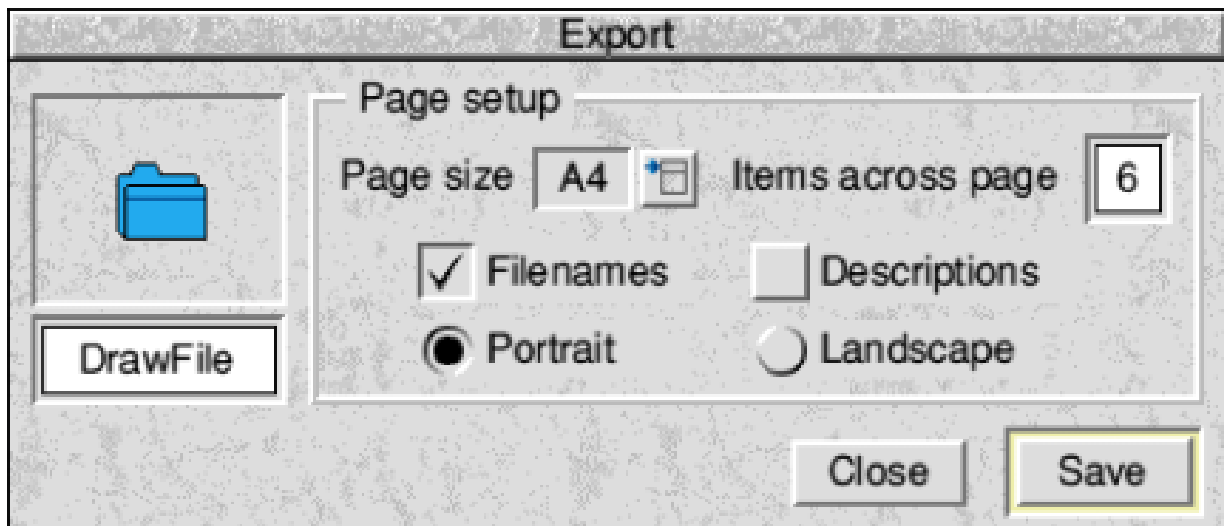 Export
Page setup
Page size A4 Items across page 6
Filenames Descriptions
DrawFile Portrait Landscape
Close Save